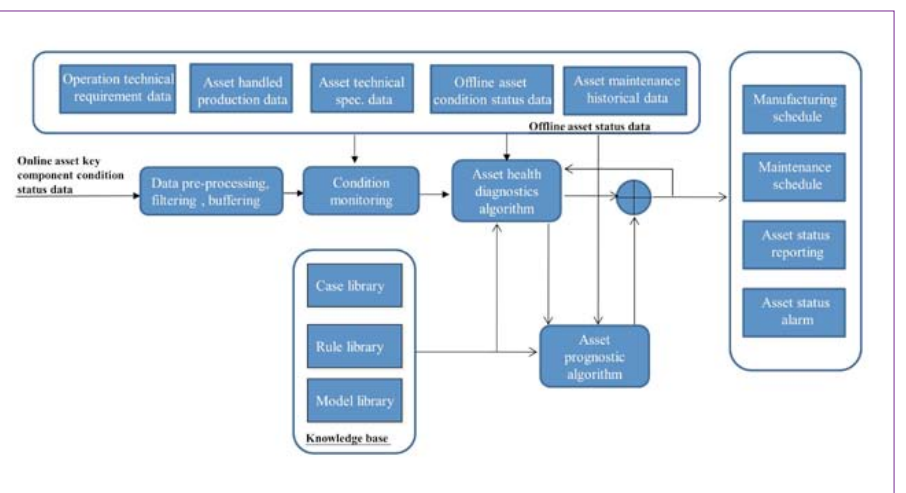 Operation technical
requirement data
Asset handled
production data
Asset technical
spec. data
Offline asset
condition status data
Asset maintenance
historical data
Offline asset status data
Online asset key
component condition
status data
Data pre-processing,
filtering , buffering
Condition
monitoring
Asset health
diagnostics
algorithm
Manufacturing
schedule
Maintenance
schedule
Asset status
reporting
Asset status
alarm
Case library
Rule library
Model library
Knowledge base
Asset
prognostic
algorithm